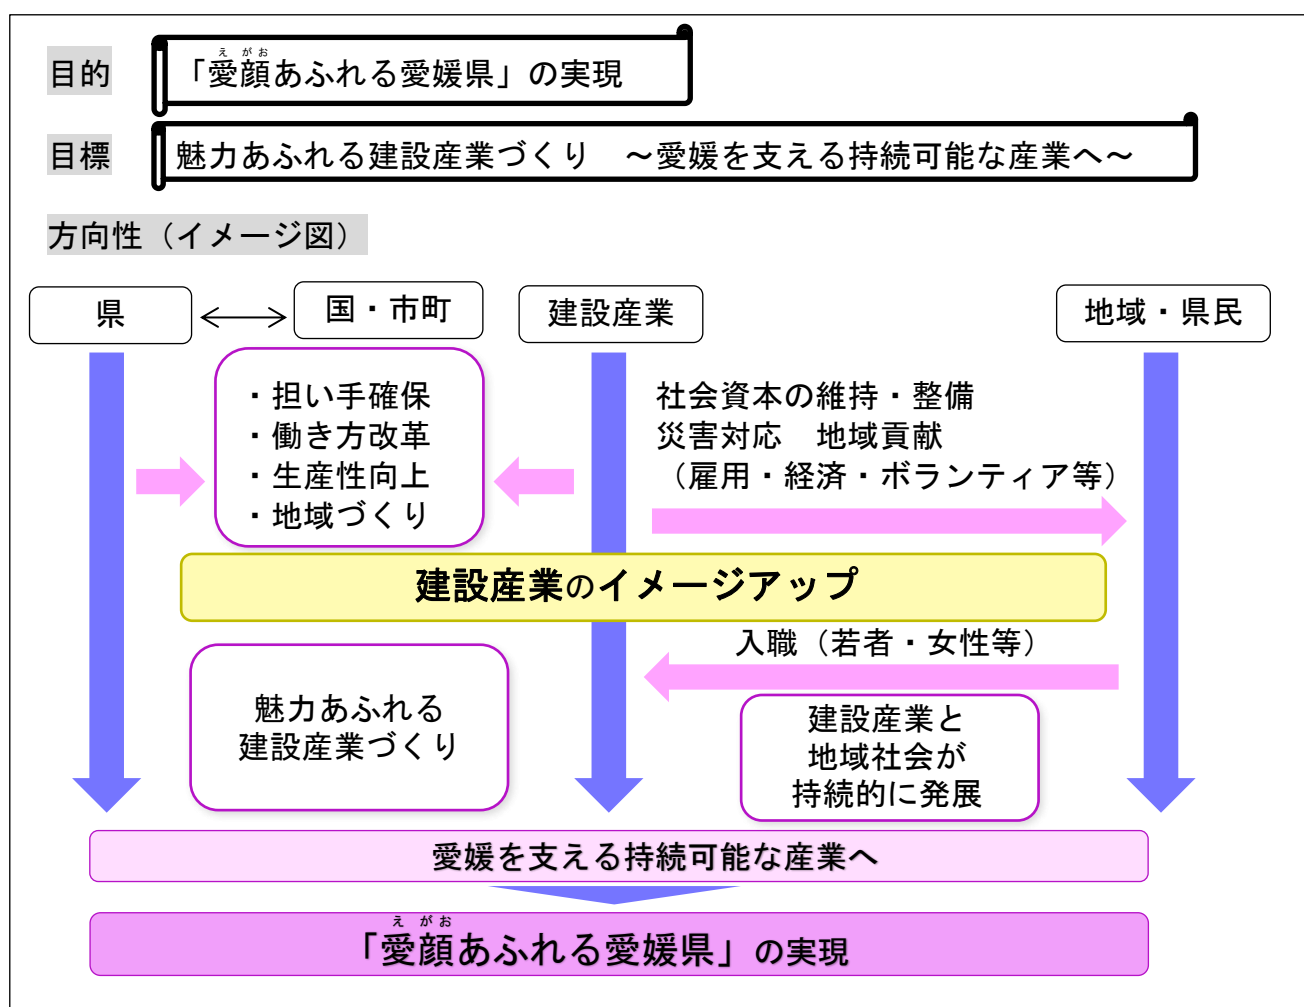 目的
えがお
「愛顔あふれる愛媛県」の実現
目標
魅力あふれる建設産業づくり　～愛媛を支える持続可能な産業へ～
方向性（イメージ図）
県
国・市町
建設産業
地域・県民
・担い手確保
・働き方改革
・生産性向上
・地域づくり
社会資本の維持・整備
災害対応　地域貢献
（雇用・経済・ボランティア等）
建設産業のイメージアップ
入職（若者・女性等）
魅力あふれる
建設産業づくり
建設産業と
地域社会が
持続的に発展
愛媛を支える持続可能な産業へ
えがお
「愛顔あふれる愛媛県」の実現